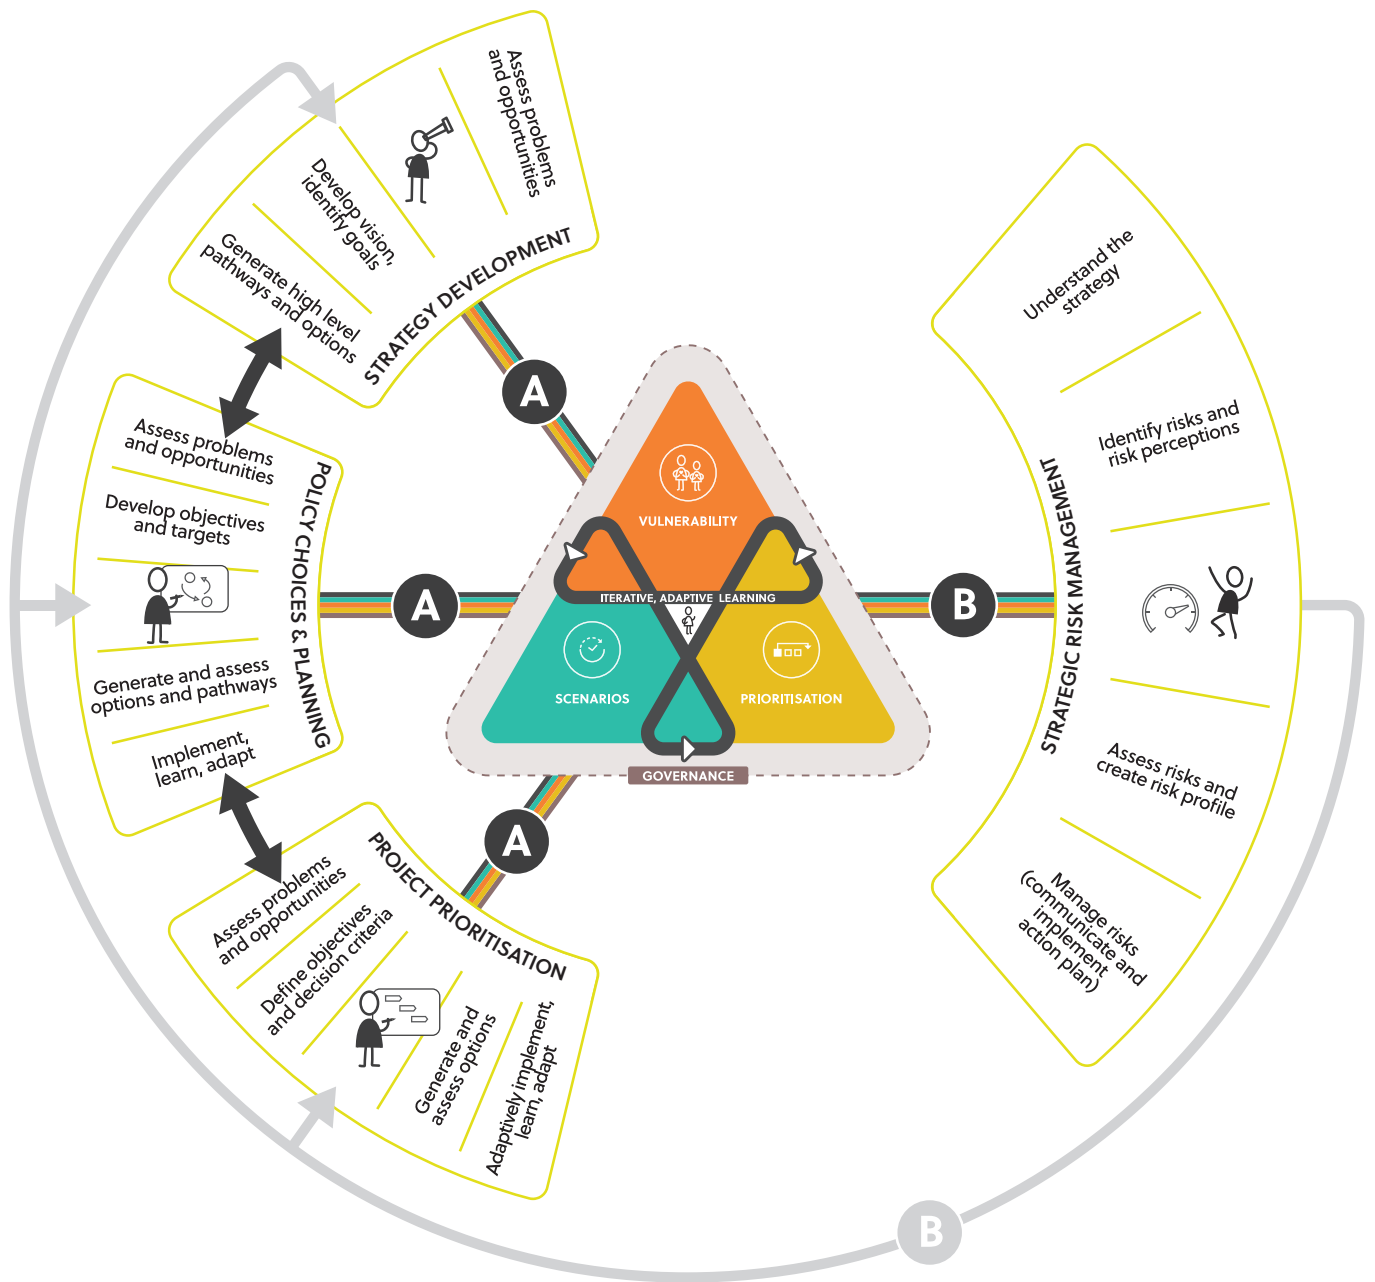 Assess problems
and opportunities
Develop vision,
identify goals
Generate high level
pathways and options
STRATEGY DEVELOPMENT
A
Assess problems
and opportunities
Develop objectives
and targets
Generate and assess
options and pathways
Implement,
learn, adapt
POLICY CHOICES & PLANNING
A
Assess problems
and opportunities
Define objectives
and decision criteria
Generate and
assess options
Adaptively implement,
learn, adapt
PROJECT PRIORITISATION
A
VULNERABILITY
ITERATIVE, ADAPTIVE LEARNING
SCENARIOS
PRIORITISATION
GOVERNANCE
B
STRATEGIC RISK MANAGEMENT
Understand the
strategy
Identify risks and
risk perceptions
Assess risks and
create risk profile
Manage risks
(communicate and
implement
action plan)
B